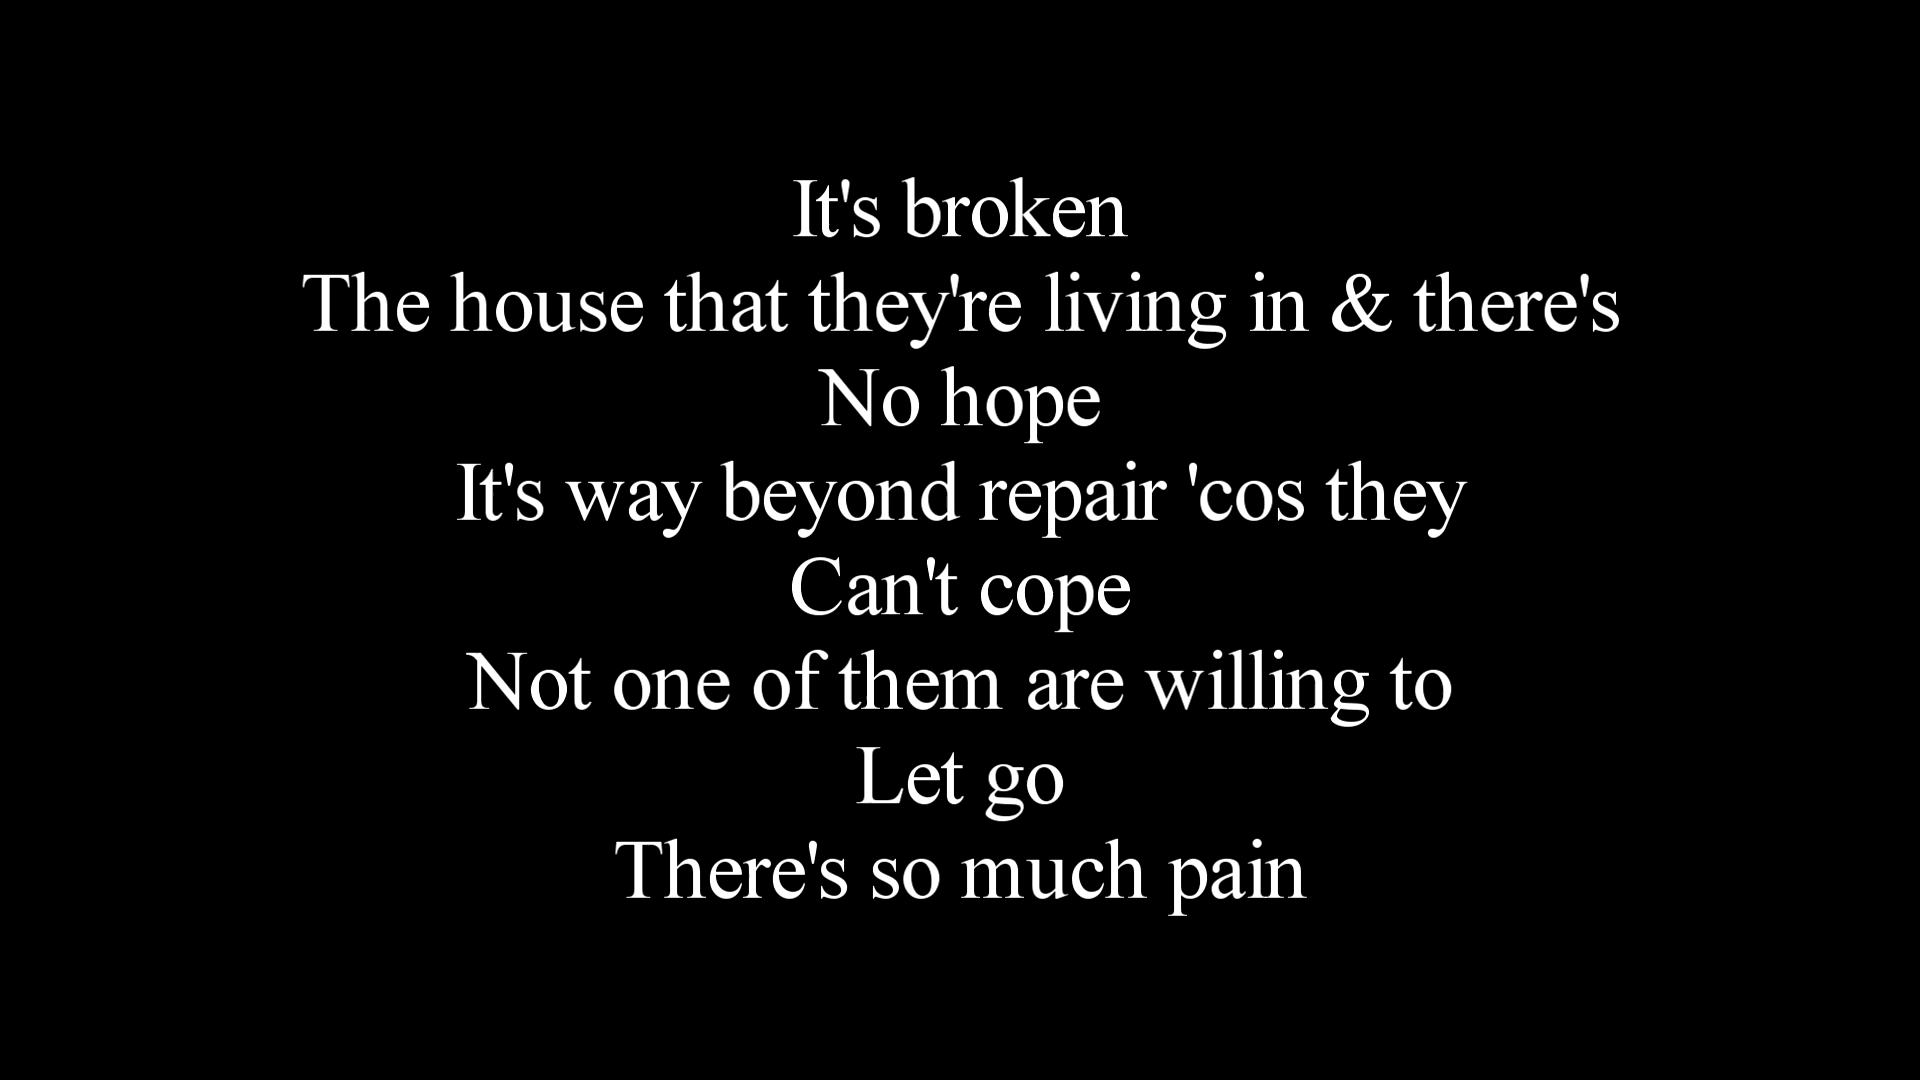 It's broken
The house that they're living in & there's
No hope
It's way beyond repair 'cos they
Can't cope
Not one of them are willing to
Let go
There's so much pain